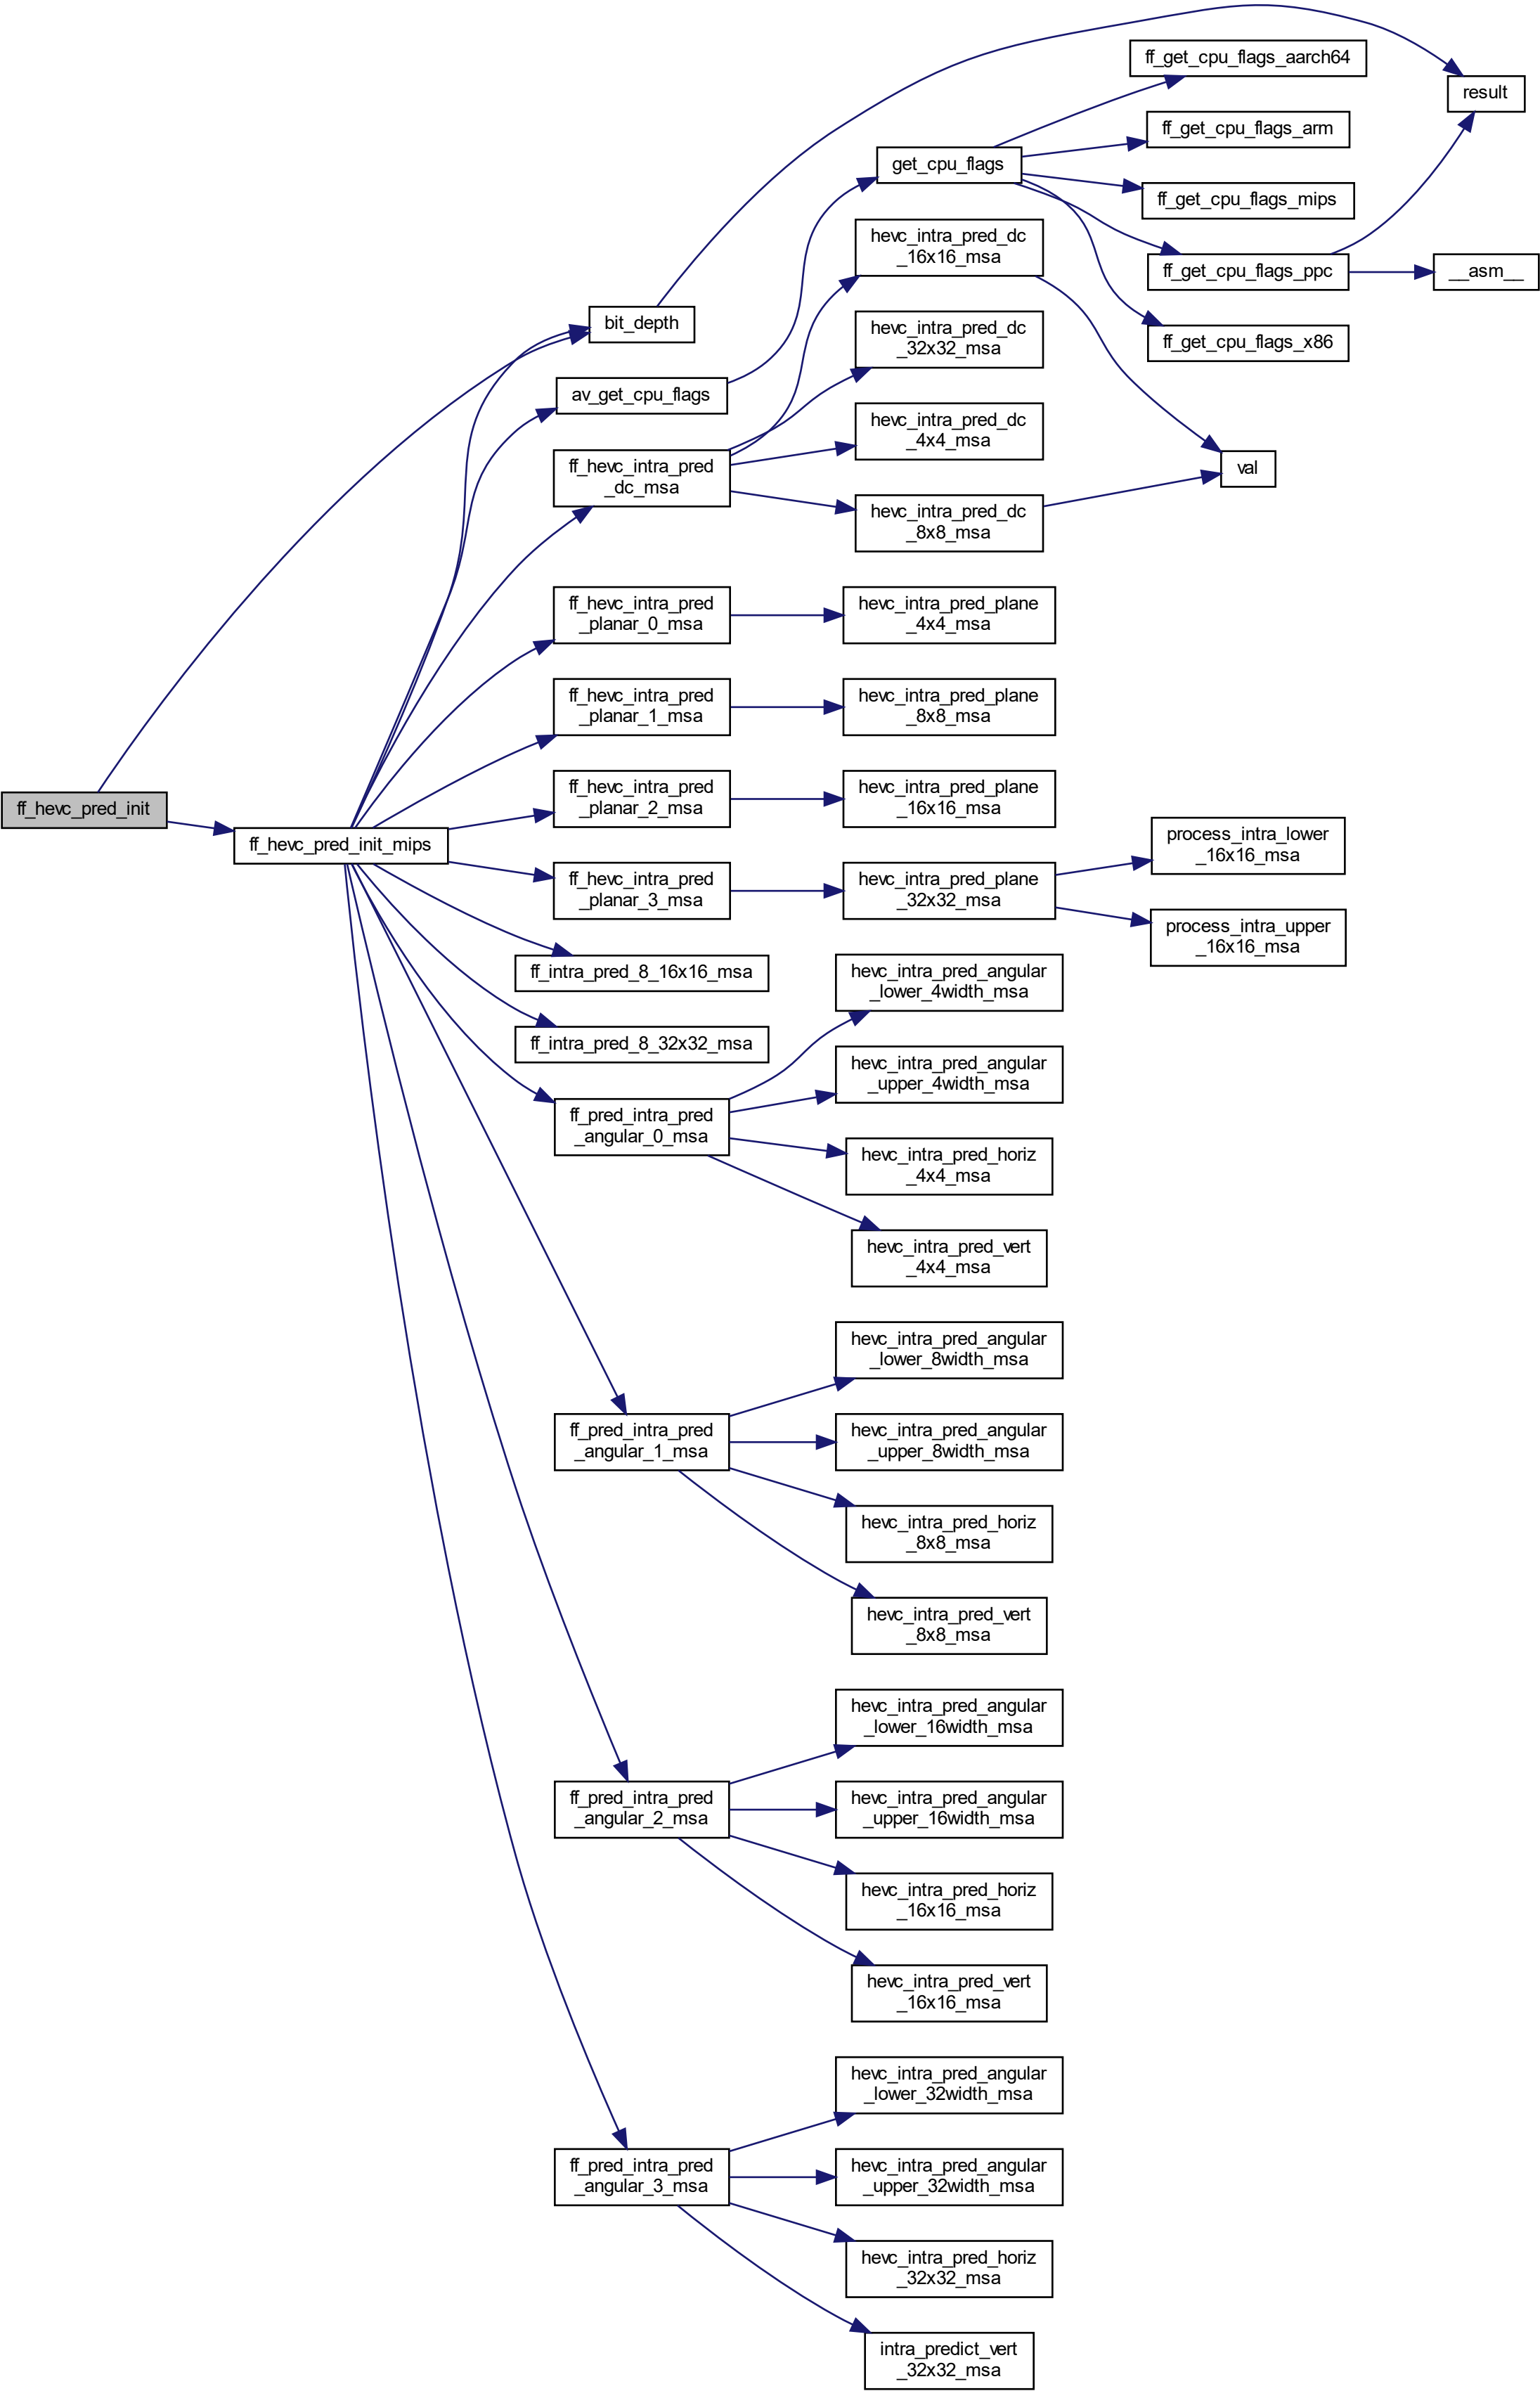 ff_hevc_pred_init
ff_hevc_pred_init_mips
bit_depth
av_get_cpu_flags
ff_hevc_intra_pred
_dc_msa
ff_hevc_intra_pred
_planar_0_msa
ff_hevc_intra_pred
_planar_1_msa
ff_hevc_intra_pred
_planar_2_msa
ff_hevc_intra_pred
_planar_3_msa
ff_intra_pred_8_16x16_msa
ff_intra_pred_8_32x32_msa
ff_pred_intra_pred
_angular_0_msa
ff_pred_intra_pred
_angular_1_msa
ff_pred_intra_pred
_angular_2_msa
ff_pred_intra_pred
_angular_3_msa
get_cpu_flags
hevc_intra_pred_dc
_16x16_msa
hevc_intra_pred_dc
_32x32_msa
hevc_intra_pred_dc
_4x4_msa
hevc_intra_pred_dc
_8x8_msa
hevc_intra_pred_plane
_4x4_msa
hevc_intra_pred_plane
_8x8_msa
hevc_intra_pred_plane
_16x16_msa
hevc_intra_pred_plane
_32x32_msa
hevc_intra_pred_angular
_lower_4width_msa
hevc_intra_pred_angular
_upper_4width_msa
hevc_intra_pred_horiz
_4x4_msa
hevc_intra_pred_vert
_4x4_msa
hevc_intra_pred_angular
_lower_8width_msa
hevc_intra_pred_angular
_upper_8width_msa
hevc_intra_pred_horiz
_8x8_msa
hevc_intra_pred_vert
_8x8_msa
hevc_intra_pred_angular
_lower_16width_msa
hevc_intra_pred_angular
_upper_16width_msa
hevc_intra_pred_horiz
_16x16_msa
hevc_intra_pred_vert
_16x16_msa
hevc_intra_pred_angular
_lower_32width_msa
hevc_intra_pred_angular
_upper_32width_msa
hevc_intra_pred_horiz
_32x32_msa
intra_predict_vert
_32x32_msa
ff_get_cpu_flags_aarch64
ff_get_cpu_flags_arm
ff_get_cpu_flags_mips
ff_get_cpu_flags_ppc
ff_get_cpu_flags_x86
val
process_intra_lower
_16x16_msa
process_intra_upper
_16x16_msa
result
__asm__